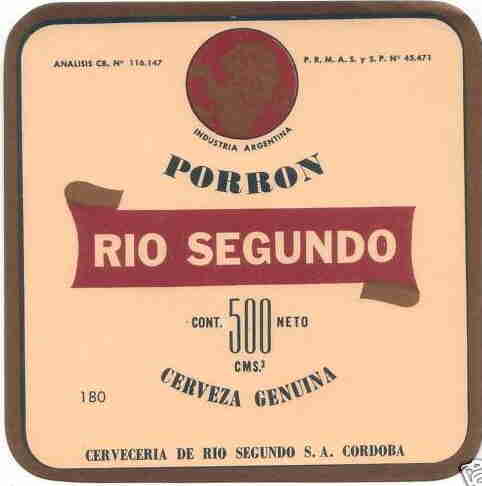 ANALISIS CB. Nº 116.147
P. R. M. A. S. y S. P. Nº 45.471
INDUSTRIA ARGENTINA
PORRON
RIO SEGUNDO
CONT. 500 NETO
CMS.³
CERVEZA GENUINA
180
CERVECERIA DE RIO SEGUNDO S. A. CORDOBA